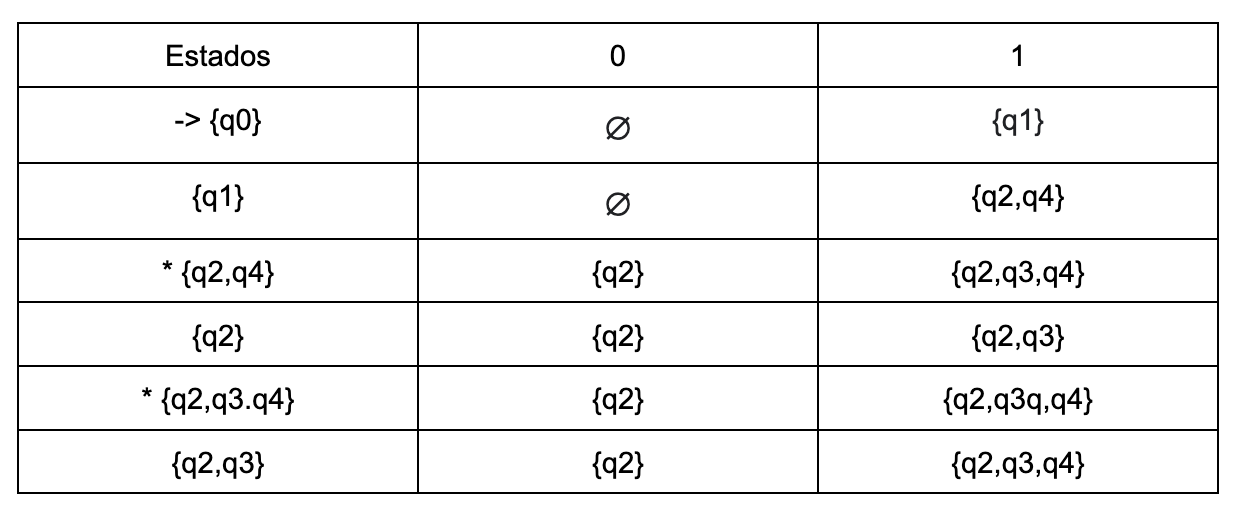 Estados 0 1
-> {q0} ∅ {q1}
{q1} ∅ {q2,q4}
* {q2,q4} {q2} {q2,q3,q4}
{q2} {q2} {q2,q3}
* {q2,q3.q4} {q2} {q2,q3q,q4}
{q2,q3} {q2} {q2,q3,q4}